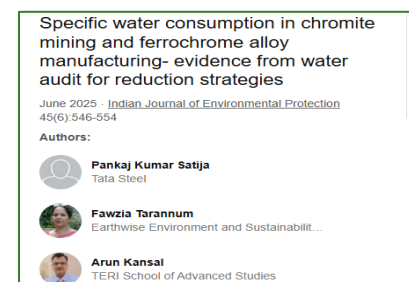 Specific water consumption in chromite
mining and ferrochrome alloy
manufacturing- evidence from water
audit for reduction strategies
June 2025 · Indian Journal of Environmental Protection
45(6):546-554
Authors:
Pankaj Kumar Satija
Tata Steel
Fawzia Tarannum
Earthwise Environment and Sustainabilit...
Arun Kansal
TERI School of Advanced Studies